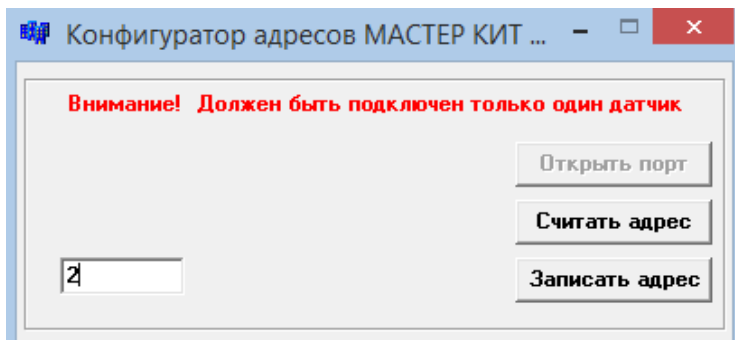 Конфигуратор адресов МАСТЕР КИТ ...
Внимание! Должен быть подключен только один датчик
Открыть порт
Считать адрес
2
Записать адрес